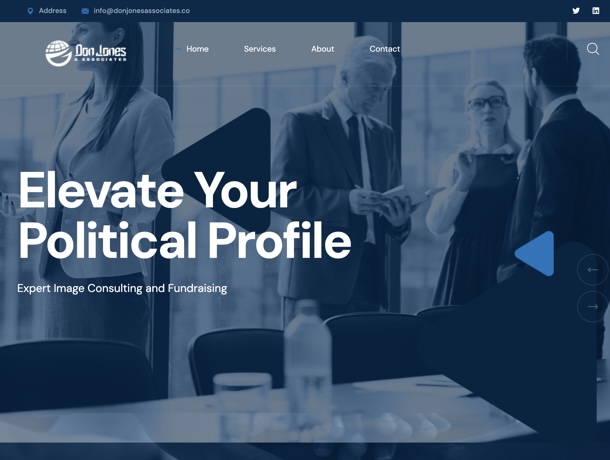 Address info@donjonesassociates.co
Don Jones
& ASSOCIATES
Home Services About Contact
Elevate Your
Political Profile
Expert Image Consulting and Fundraising